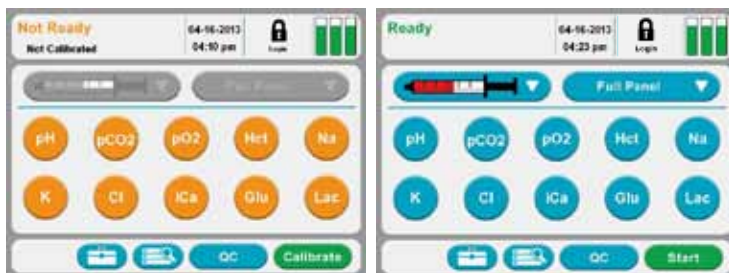 Not Ready
Not Calibrated
04-16-2013
04:10 pm
Login
Full Panel
pH pCO2 pO2 Hct Na
K Cl iCa Glu Lac
QC Calibrate
Ready
04-16-2013
04:23 pm
Login
Full Panel
pH pCO2 pO2 Hct Na
K Cl iCa Glu Lac
QC Start